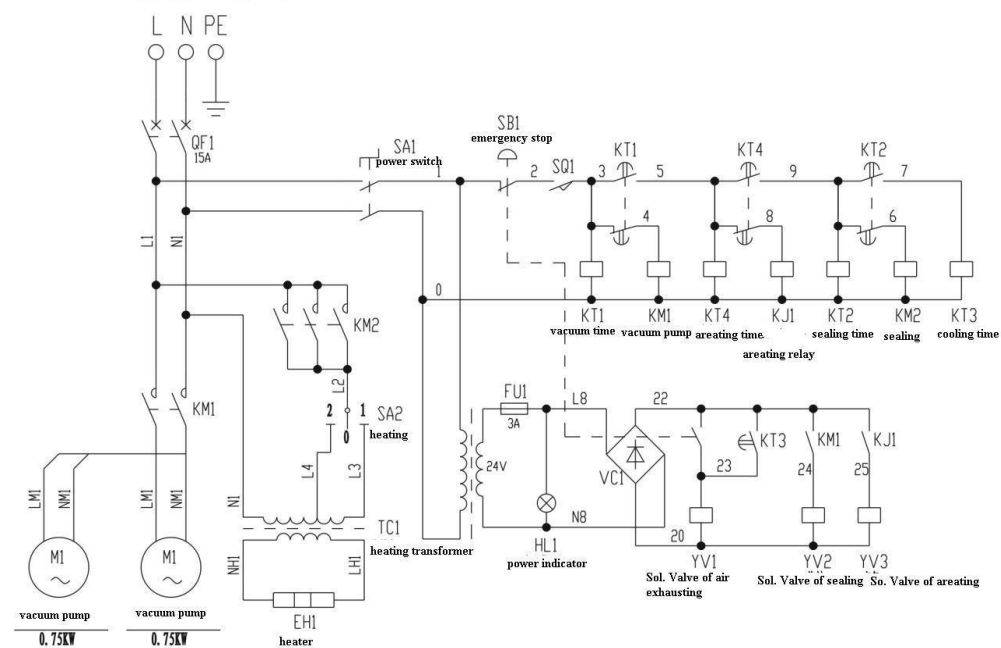 L N PE
QF1
15A
SA1
power switch
1
SB1
emergency stop
2
SQ1
3
KT1
5
KT4
9
KT2
7
4
8
6
L1
N1
0
KT1
vacuum time
KM1
vacuum pump
KT4
areating time
KJ1
areating relay
KT2
sealing time
KM2
sealing
KT3
cooling time
KM2
L2
2
0
1
SA2
heating
KM1
L4
L3
FU1
3A
24V
L8
VC1
22
KT3
KM1
KJ1
23
24
25
LM1
NM1
LM1
NM1
N1
TC1
heating transformer
N8
HL1
power indicator
20
YV1
Sol. Valve of air
exhausting
YV2
Sol. Valve of sealing
YV3
So. Valve of areating
M1
M1
NH1
LH1
EH1
heater
vacuum pump
0.75KW
vacuum pump
0.75KW